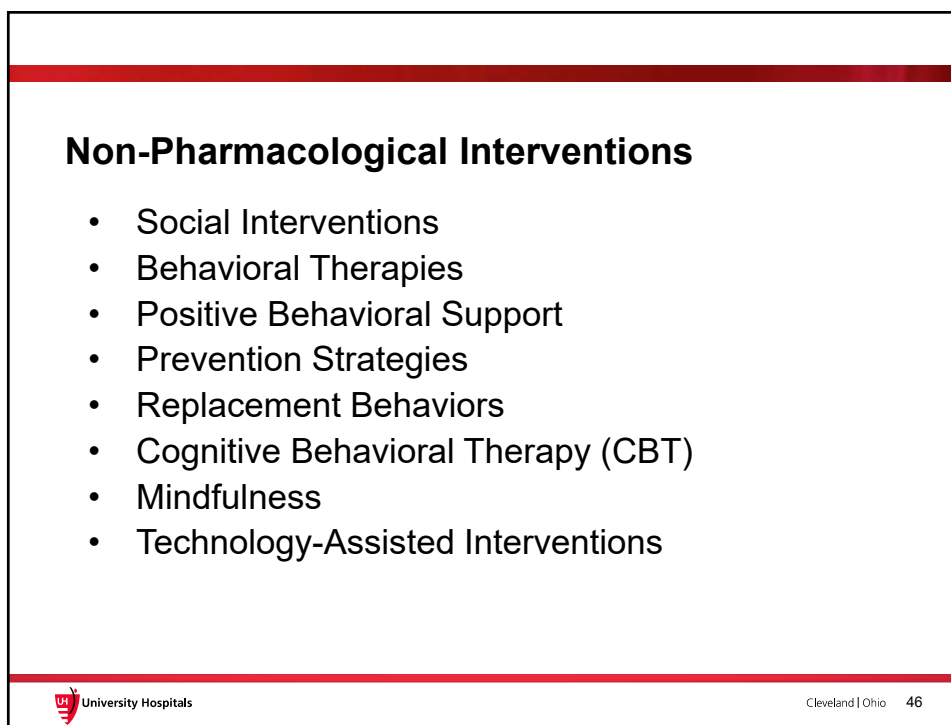 Non-Pharmacological Interventions
• Social Interventions
• Behavioral Therapies
• Positive Behavioral Support
• Prevention Strategies
• Replacement Behaviors
• Cognitive Behavioral Therapy (CBT)
• Mindfulness
• Technology-Assisted Interventions
UH University Hospitals
Cleveland | Ohio 46